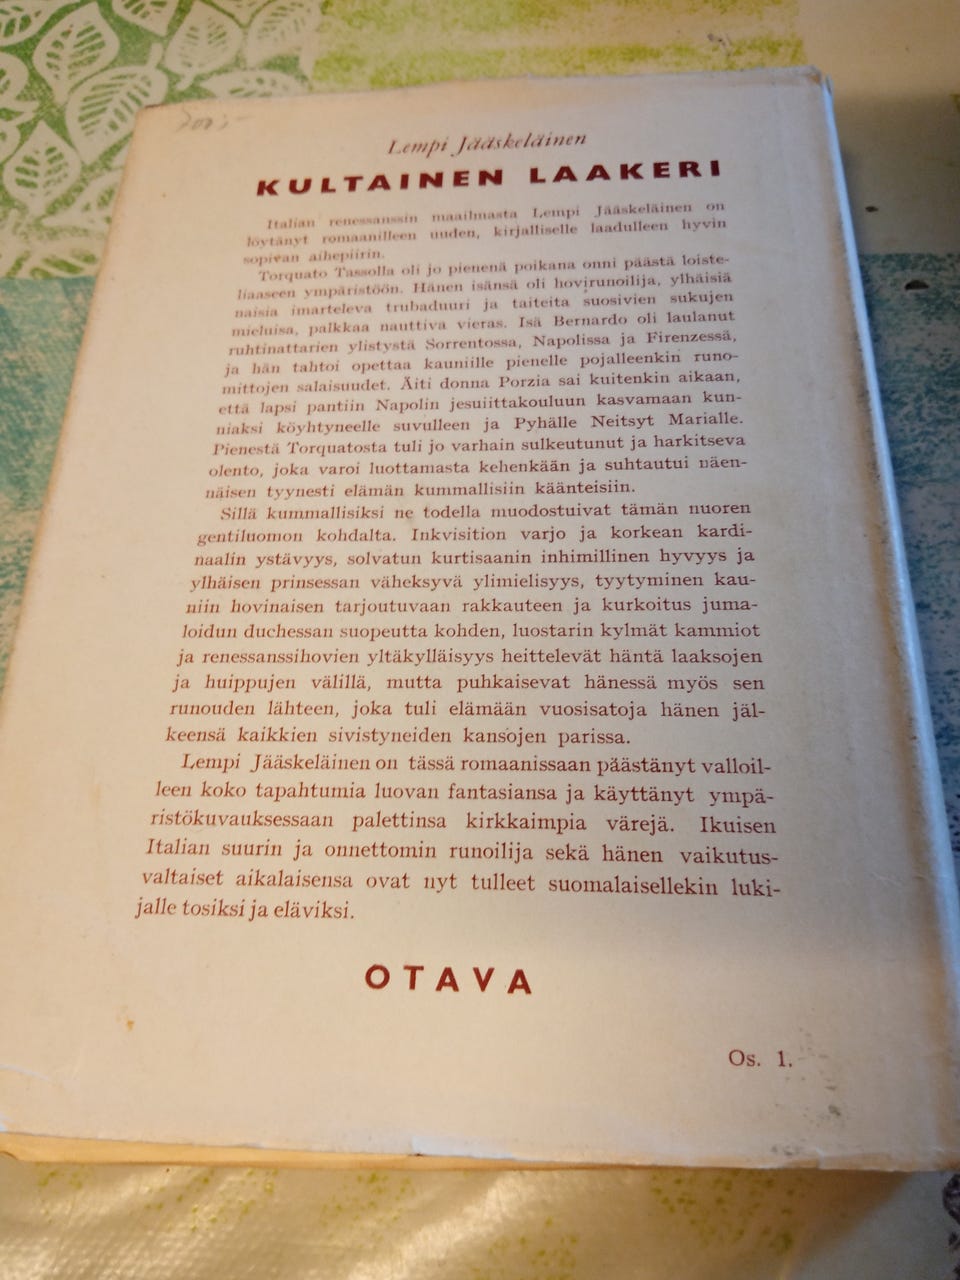 700:-
Lempi Jääskeläinen
KULTAINEN LAAKERI
Italian renessanssin maailmasta Lempi Jääskeläinen on
löytänyt romaanilleen uuden, kirjalliselle laadulleen hyvin
sopivan aihepiirin.
Torquato Tassolla oli jo pienenä poikana onni päästä loiste-
liaaseen ympäristöön. Hänen isänsä oli hovirunoilija, ylhäisiä
naisia imarteleva trubaduuri ja taiteita suosivien sukujen
mieluisa, palkkaa nauttiva vieras. Isä Bernardo oli laulanut
ruhtinattarien ylistystä Sorrentossa, Napolissa ja Firenzessä,
ja hän tahtoi opettaa kauniille pienelle pojalleenkin runo-
mittojen salaisuudet. Äiti donna Porzia sai kuitenkin aikaan,
että lapsi pantiin Napolin jesuiittakouluun kasvamaan kun-
niaksi köyhtyneelle suvulleen ja Pyhälle Neitsyt Marialle.
Pienestä Torquatosta tuli jo varhain sulkeutunut ja harkitseva
olento, joka varoi luottamasta kehenkään ja suhtautui näen-
näisen tyynesti elämän kummallisiin käänteisiin.
Sillä kummallisiksi ne todella muodostuivat tämän nuoren
gentiluomon kohdalta. Inkvisition varjo ja korkean kardi-
naalin ystävyys, solvatun kurtisaanin inhimillinen hyvyys ja
ylhäisen prinsessan väheksyvä ylimielisyys, tyytyminen kau-
niin hovinaisen tarjoutuvaan rakkauteen ja kurkoitus juma-
loidun duchessan suopeutta kohden, luostarin kylmät kammiot
ja renessanssihovien yltäkylläisyys heittelevät häntä laaksojen
ja huippujen välillä, mutta puhkaisevat hänessä myös sen
runouden lähteen, joka tuli elämään vuosisatoja hänen jäl-
keensä kaikkien sivistyneiden kansojen parissa.
Lempi Jääskeläinen on tässä romaanissaan päästänyt valloil-
leen koko tapahtumia luovan fantasiansa ja käyttänyt ympä-
ristökuvauksessaan palettinsa kirkkaimpia värejä. Ikuisen
Italian suurin ja onnettomin runoilija sekä hänen vaikutus-
valtaiset aikalaisensa ovat nyt tulleet suomalaisellekin luki-
jalle tosiksi ja eläviksi.
OTAVA
Os. 1.